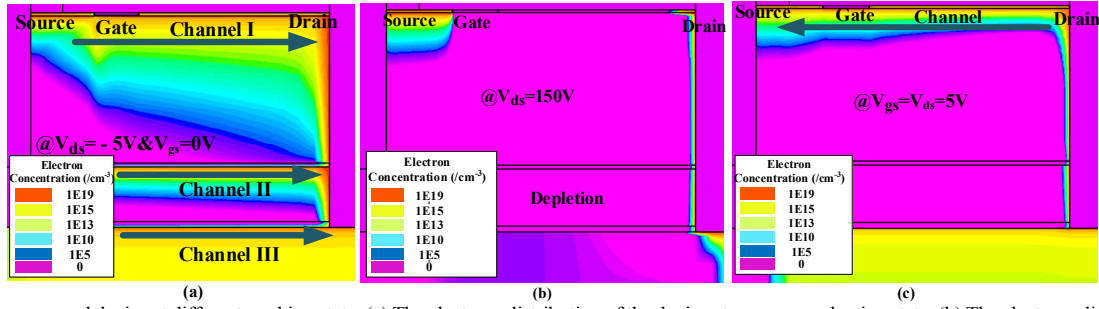 Source Gate Channel I Drain
@Vds= - 5V&Vgs=0V
Electron
Concentration (/cm-3)
1E19
1E15
1E13
1E10
1E5
0
Channel II
Channel III
(a)
Source Gate Drain
@Vds=150V
Electron
Concentration (/cm-3)
1E19
1E15
1E13
1E10
1E5
0
Depletion
(b)
Source Gate Channel Drain
@Vgs=Vds=5V
Electron
Concentration (/cm-3)
1E19
1E15
1E13
1E10
1E5
0
(c)